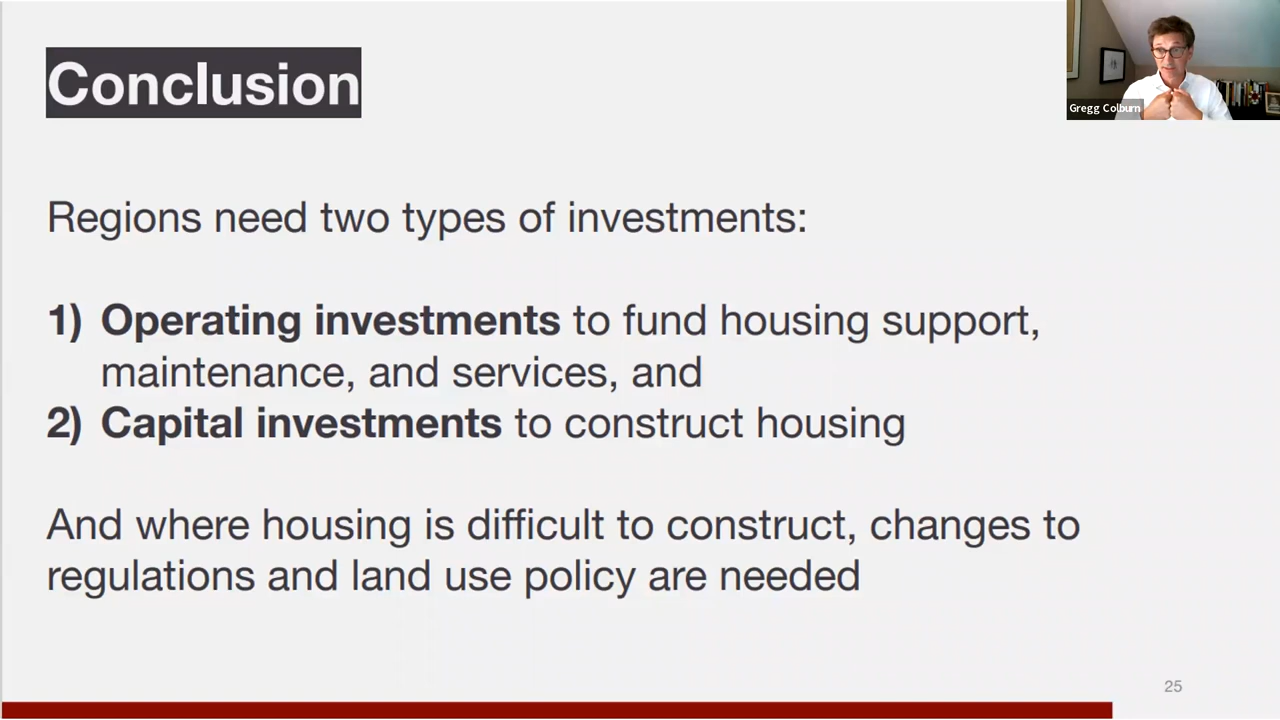 Conclusion
Gregg Colburn
Regions need two types of investments:
1) Operating investments to fund housing support,
maintenance, and services, and
2) Capital investments to construct housing
And where housing is difficult to construct, changes to
regulations and land use policy are needed
25